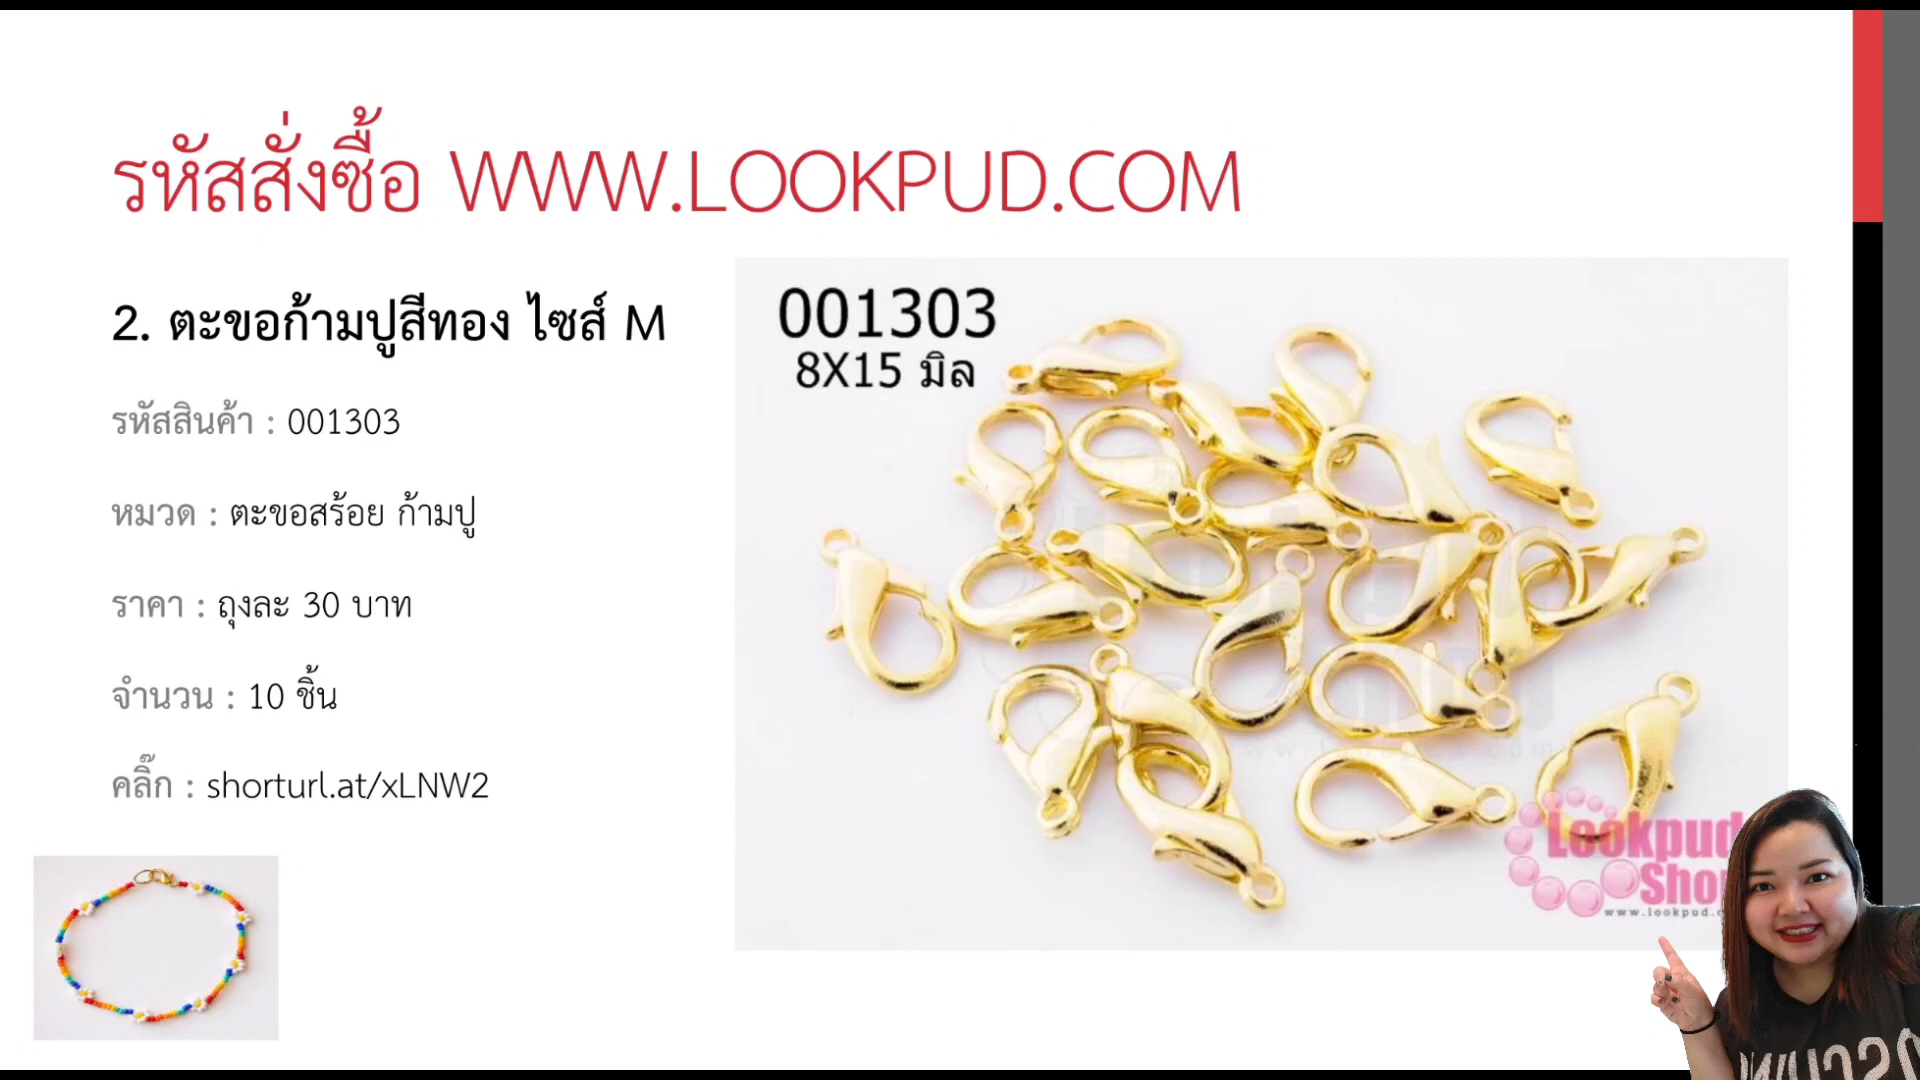 รหัสสั่งซื้อ WWW.LOOKPUD.COM
2. ตะขอก้ามปูสีทอง ไซส์ M
รหัสสินค้า : 001303
หมวด : ตะขอสร้อย ก้ามปู
ราคา : ถุงละ 30 บาท
จำนวน : 10 ชิ้น
คลิ๊ก : shorturl.at/xLNW2
001303
8X15 มิล
Lookpud
Shop